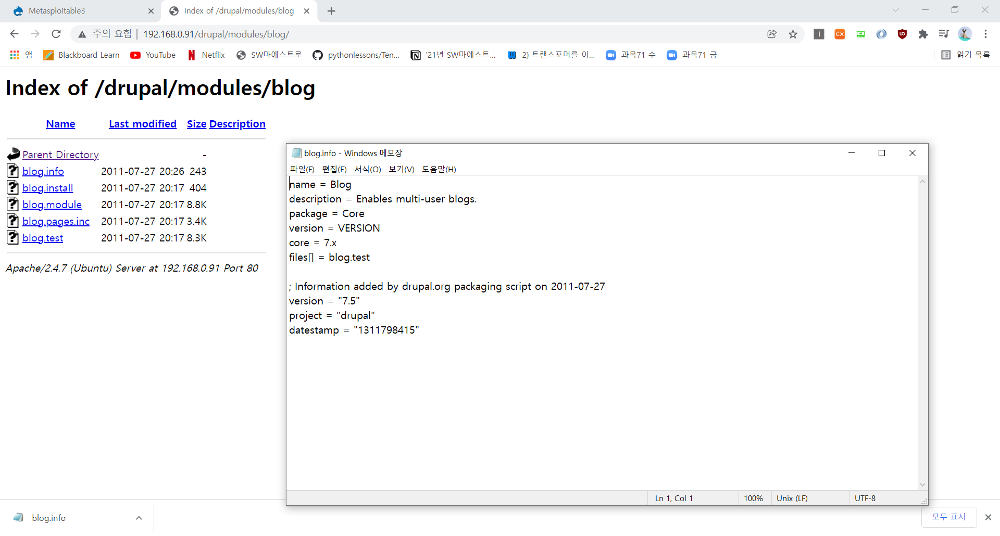 Metasploitable3
Index of /drupal/modules/blog
주의 요함 | 192.168.0.91/drupal/modules/blog/
앱 Blackboard Learn YouTube Netflix SW마에스트로 pythonlessons/Ten... '21년 SW마에스트... 2) 트랜스포머를 이... 과목71 수 과목71 금 읽기 목록
Index of /drupal/modules/blog
Name Last modified Size Description
Parent Directory -
blog.info 2011-07-27 20:26 243
blog.install 2011-07-27 20:17 404
blog.module 2011-07-27 20:17 8.8K
blog.pages.inc 2011-07-27 20:17 3.4K
blog.test 2011-07-27 20:17 8.3K
Apache/2.4.7 (Ubuntu) Server at 192.168.0.91 Port 80
blog.info - Windows 메모장
파일(F) 편집(E) 서식(O) 보기(V) 도움말(H)
name = Blog
description = Enables multi-user blogs.
package = Core
version = VERSION
core = 7.x
files[] = blog.test
; Information added by drupal.org packaging script on 2011-07-27
version = "7.5"
project = "drupal"
datestamp = "1311798415"
Ln 1, Col 1 100% Unix (LF) UTF-8
blog.info
모두 표시